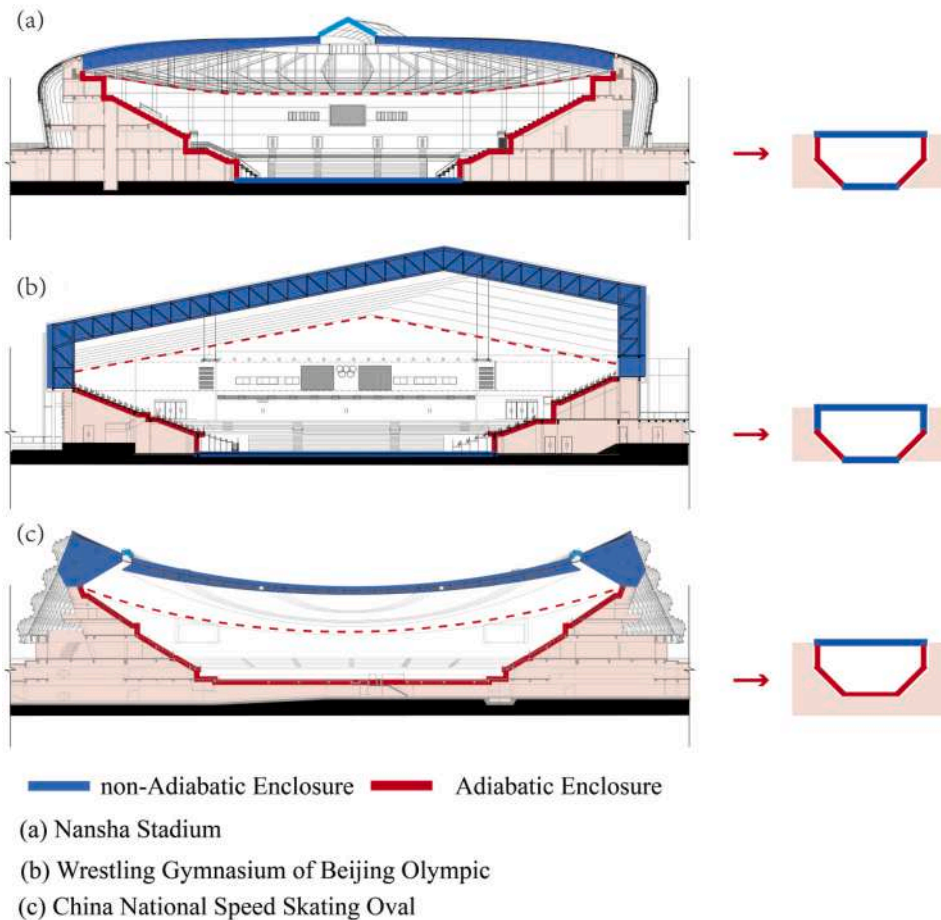 (a)
(b)
(c)
non-Adiabatic Enclosure Adiabatic Enclosure
(a) Nansha Stadium
(b) Wrestling Gymnasium of Beijing Olympic
(c) China National Speed Skating Oval